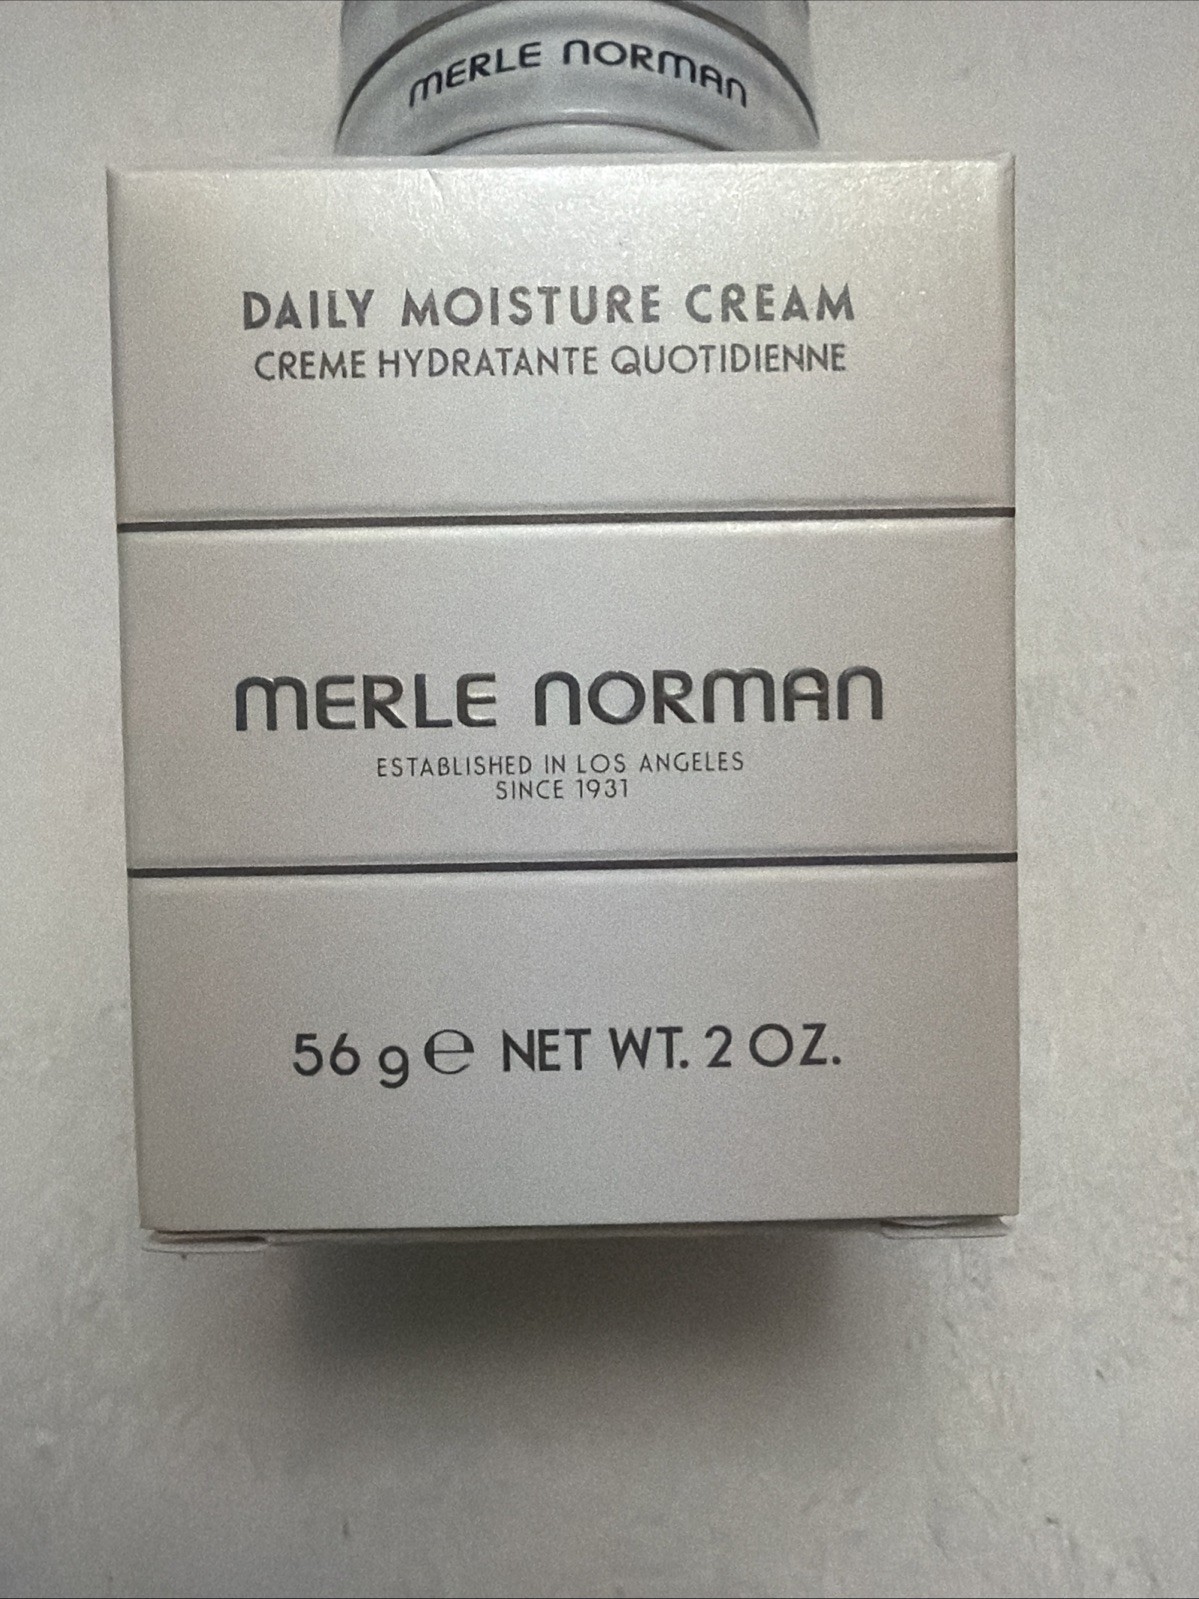 MERLE NORMAN
DAILY MOISTURE CREAM
CREME HYDRATANTE QUOTIDIENNE
MERLE NORMAN
ESTABLISHED IN LOS ANGELES
SINCE 1931
56 g ℮ NET WT. 2 OZ.